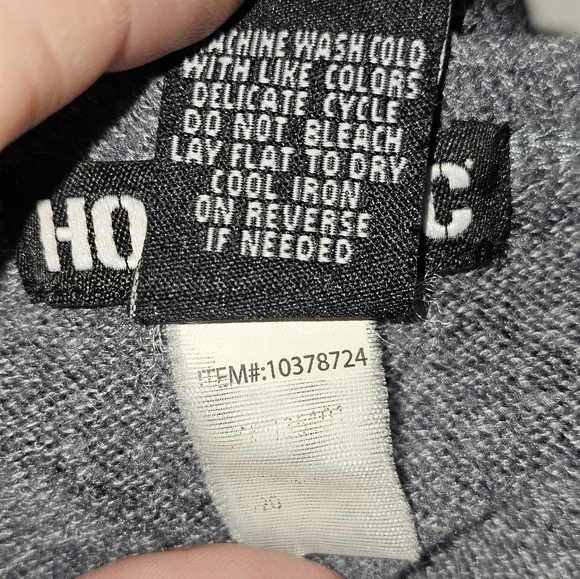 MACHINE WASH COLD
WITH LIKE COLORS
DELICATE CYCLE
DO NOT BLEACH
LAY FLAT TO DRY
COOL IRON
ON REVERSE
IF NEEDED
HO C
ITEM#:10378724